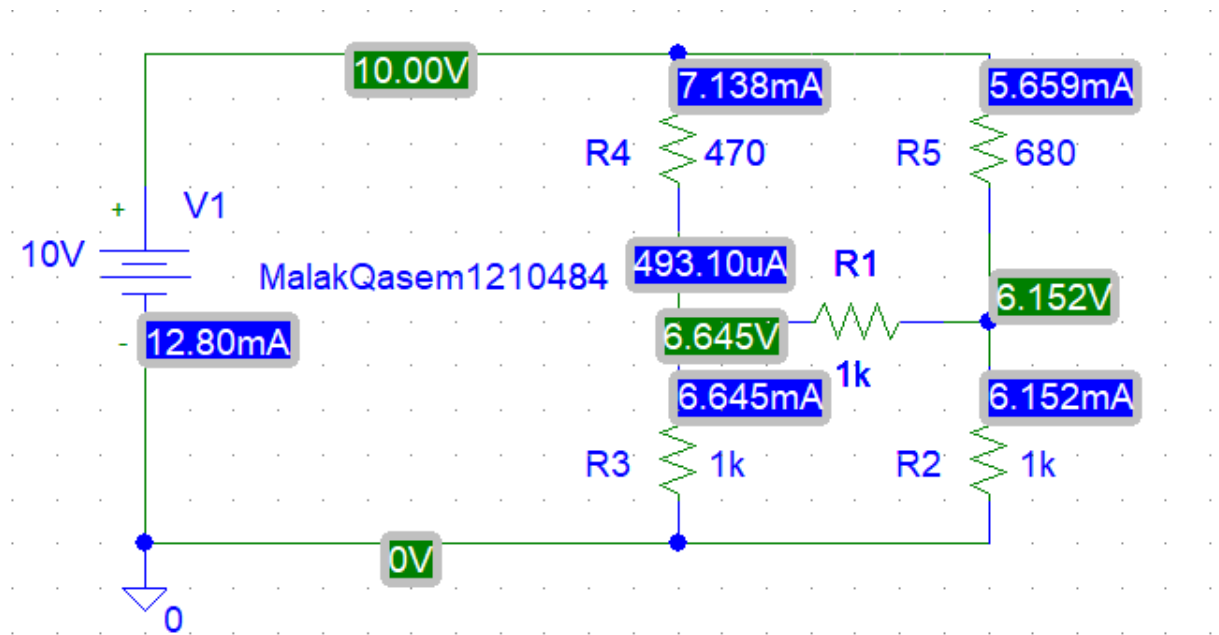 10.00V
7.138mA 5.659mA
R4 470 R5 680
+ V1
10V MalakQasem1210484 493.10uA R1
6.152V
- 12.80mA 6.645V
1k
6.645mA 6.152mA
R3 1k R2 1k
0V
0